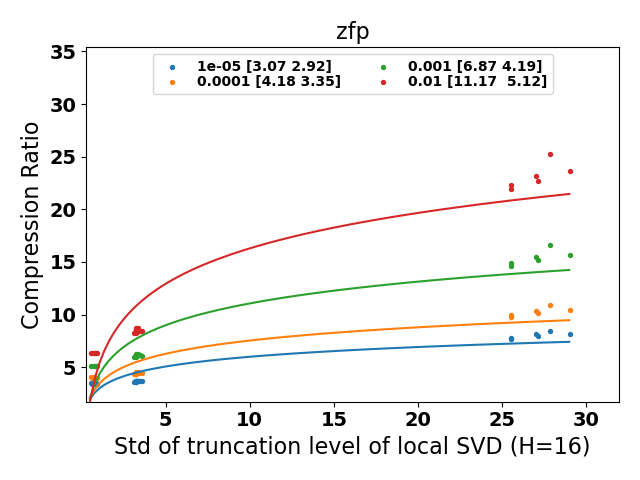 zfp
35
30
25
20
15
10
5
Compression Ratio
1e-05 [3.07 2.92]
0.0001 [4.18 3.35]
0.001 [6.87 4.19]
0.01 [11.17  5.12]
5 10 15 20 25 30
Std of truncation level of local SVD (H=16)